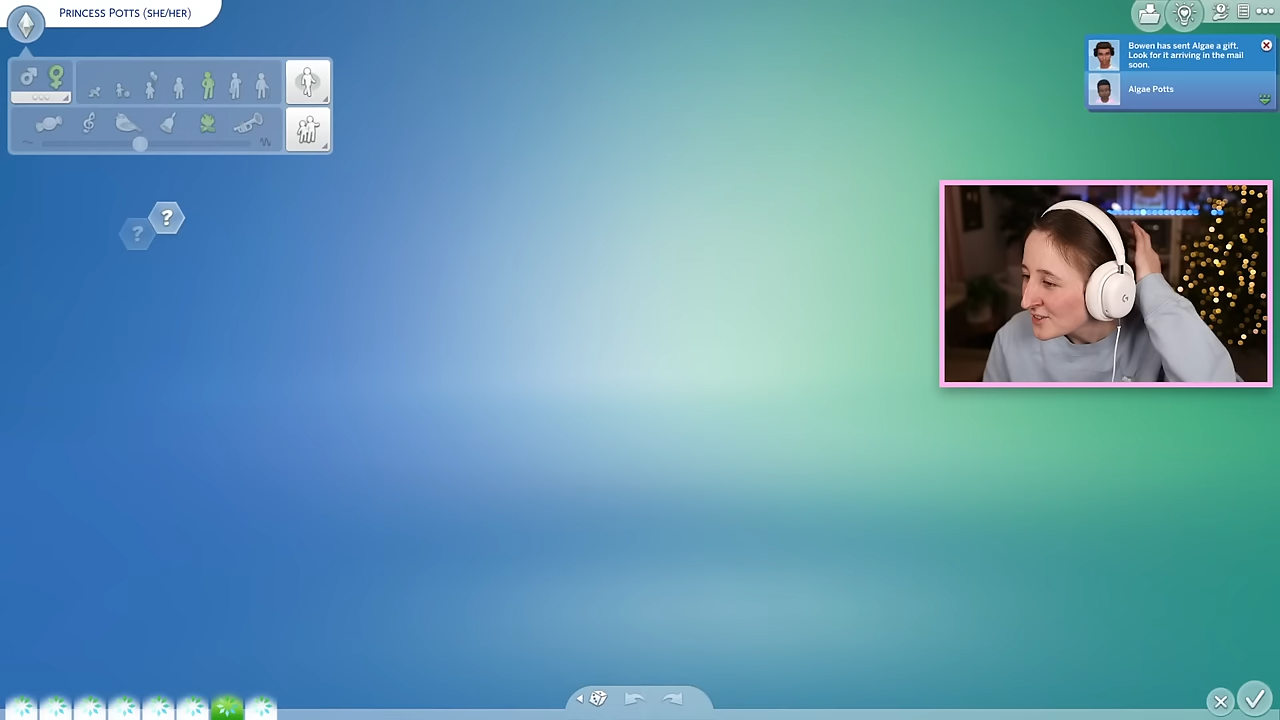 PRINCESS POTTS (SHE/HER)
Bowen has sent Algae a gift.
Look for it arriving in the mail
soon.
Algae Potts
?
?